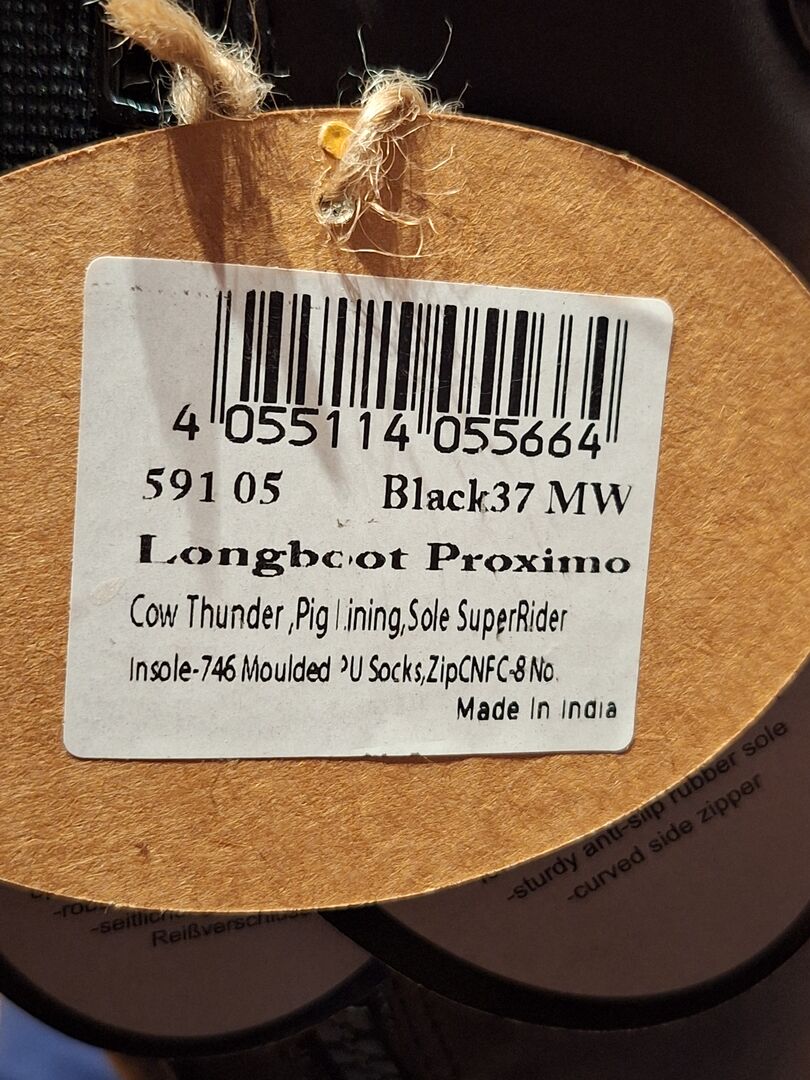 4 055114 055664
591 05 Black37 MW
Longboot Proximo
Cow Thunder ,Pig Lining,Sole SuperRider
Insole-746 Moulded PU Socks,ZipCNFC-8 No.
Made In India
-sturdy anti-slip rubber sole
-curved side zipper